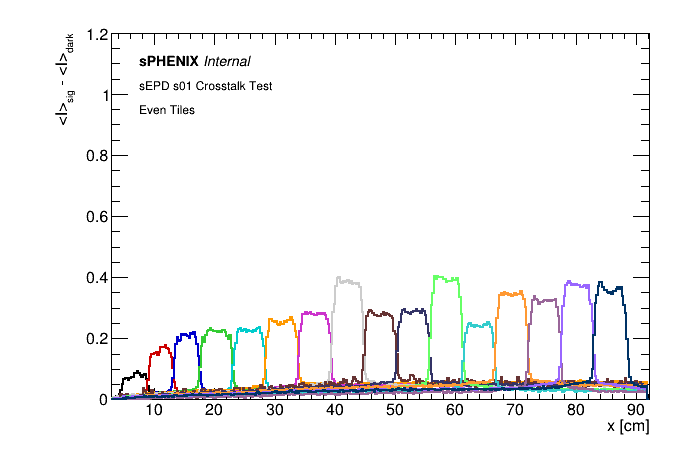 1.2
<I>sig - <I>dark
sPHENIX Internal
sEPD s01 Crosstalk Test
1
Even Tiles
0.8
0.6
0.4
0.2
0
10 20 30 40 50 60 70 80 90
x [cm]